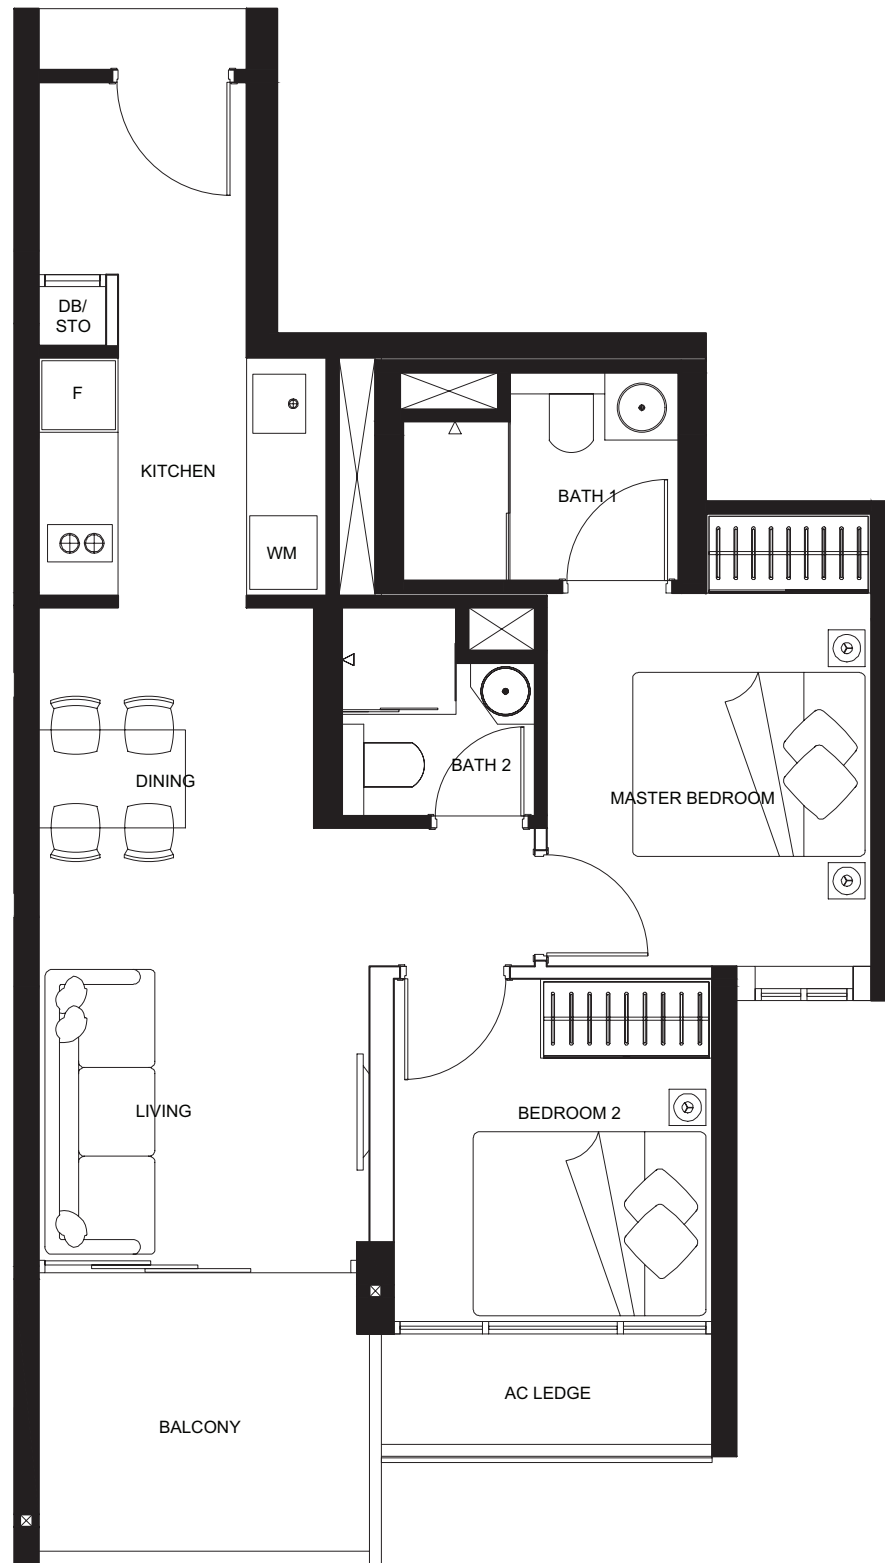 DB/
STO
F
KITCHEN
BATH 1
WM
BATH 2
DINING
MASTER BEDROOM
LIVING
BEDROOM 2
AC LEDGE
BALCONY